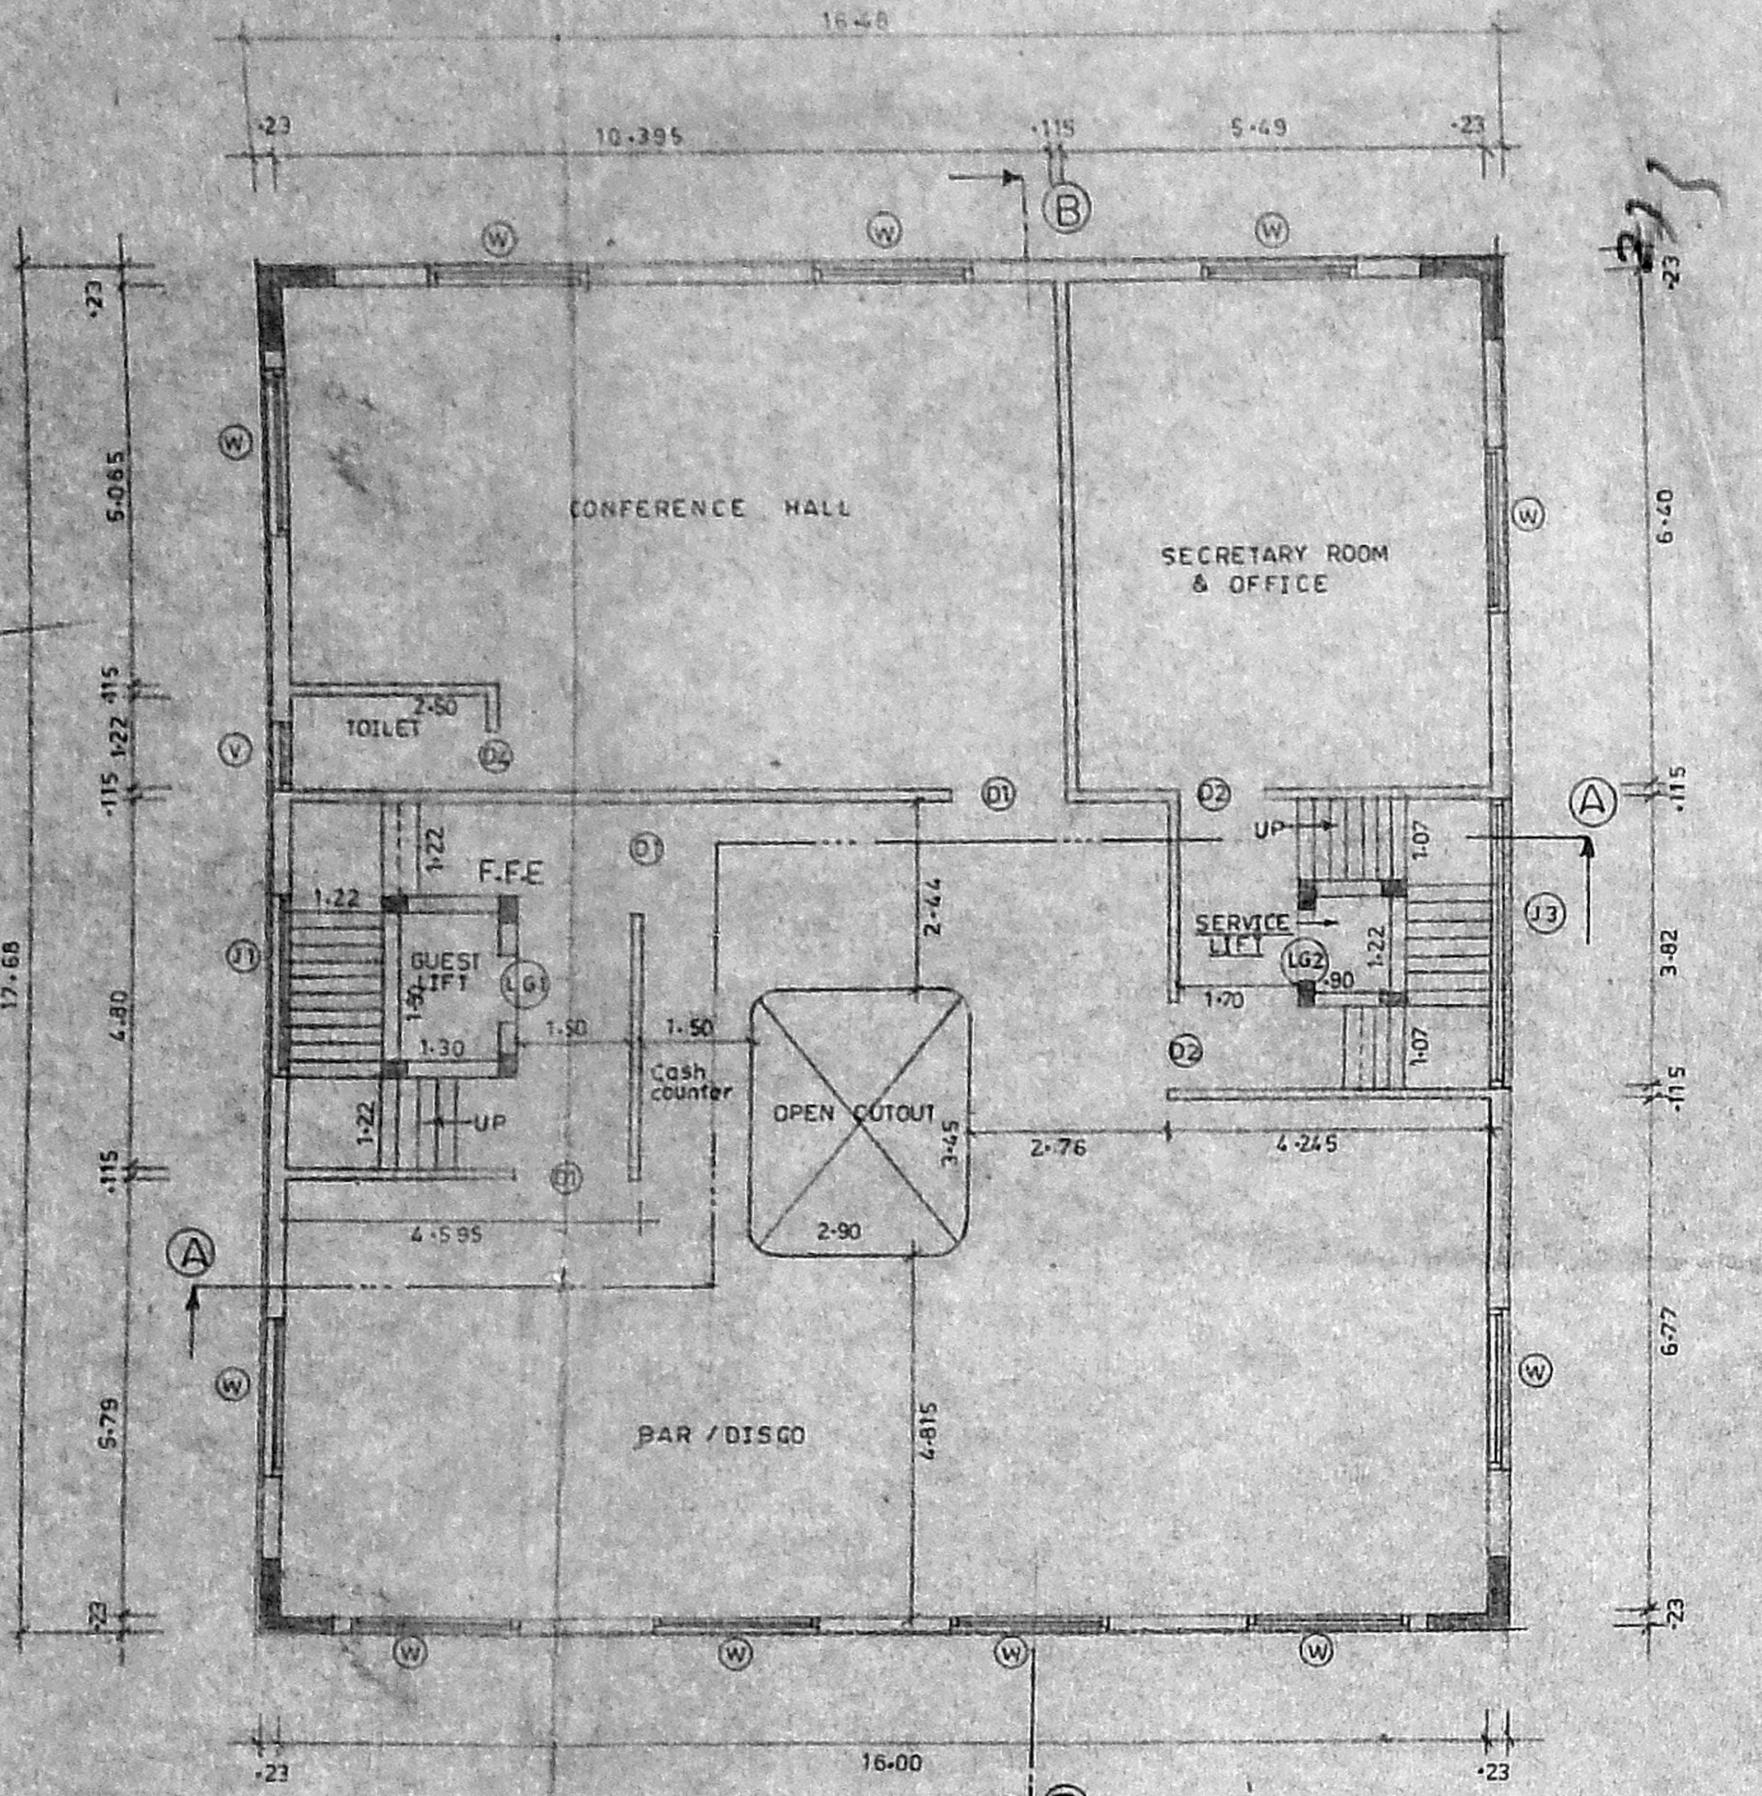 16.48
.23
10.395
.115
5.49
.23
B
W
W
W
.23
.23
W
5.065
CONFERENCE HALL
SECRETARY ROOM
& OFFICE
W
6.40
.115
2.50
TOILET
1.22
V
D2
.115
D1
D2
.115
A
UP
1.07
1.22
D1
F.F.E
1.22
2.44
J3
SERVICE
LIFT
J1
GUEST
LIFT
LG1
1.50
LG2
1.22
3.82
.90
1.70
17.68
4.80
1.50
1.50
1.30
D2
1.07
Cash
counter
.115
OPEN CUTOUT
1.22
UP
3.45
2.76
4.245
.115
D1
4.595
2.90
A
6.77
W
W
5.79
BAR / DISCO
4.815
.23
.23
W
W
W
W
16.00
.23
.23